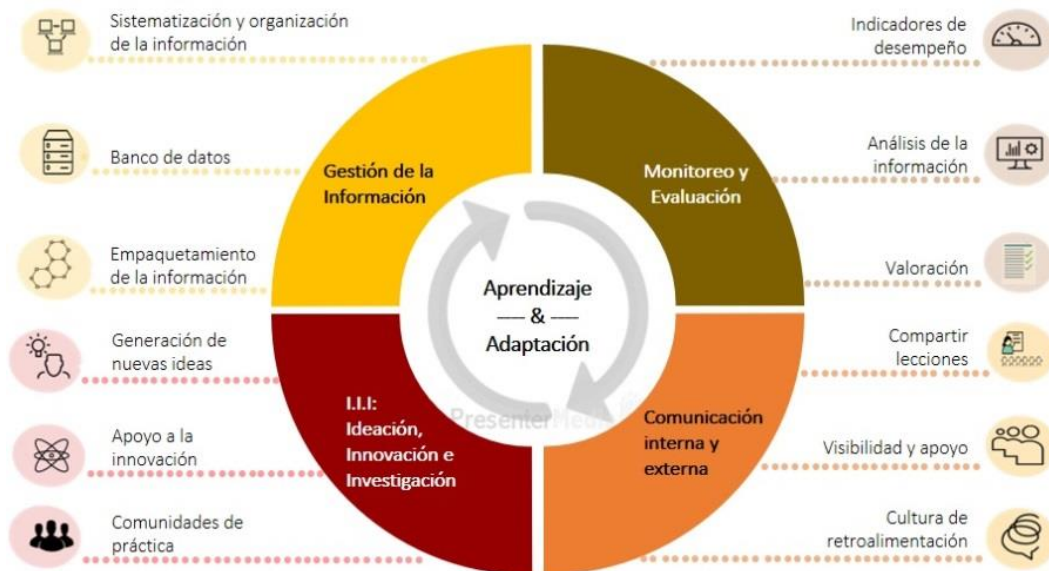 Sistematización y organización
de la información
Banco de datos
Empaquetamiento
de la información
Generación de
nuevas ideas
Apoyo a la
innovación
Comunidades de
práctica
Gestión de la
Información
Monitoreo y
Evaluación
Aprendizaje
&
Adaptación
PresenterMedia
I.I.I:
Ideación,
Innovación e
Investigación
Comunicación
interna y
externa
Indicadores de
desempeño
Análisis de la
información
Valoración
Compartir
lecciones
Visibilidad y apoyo
Cultura de
retroalimentación